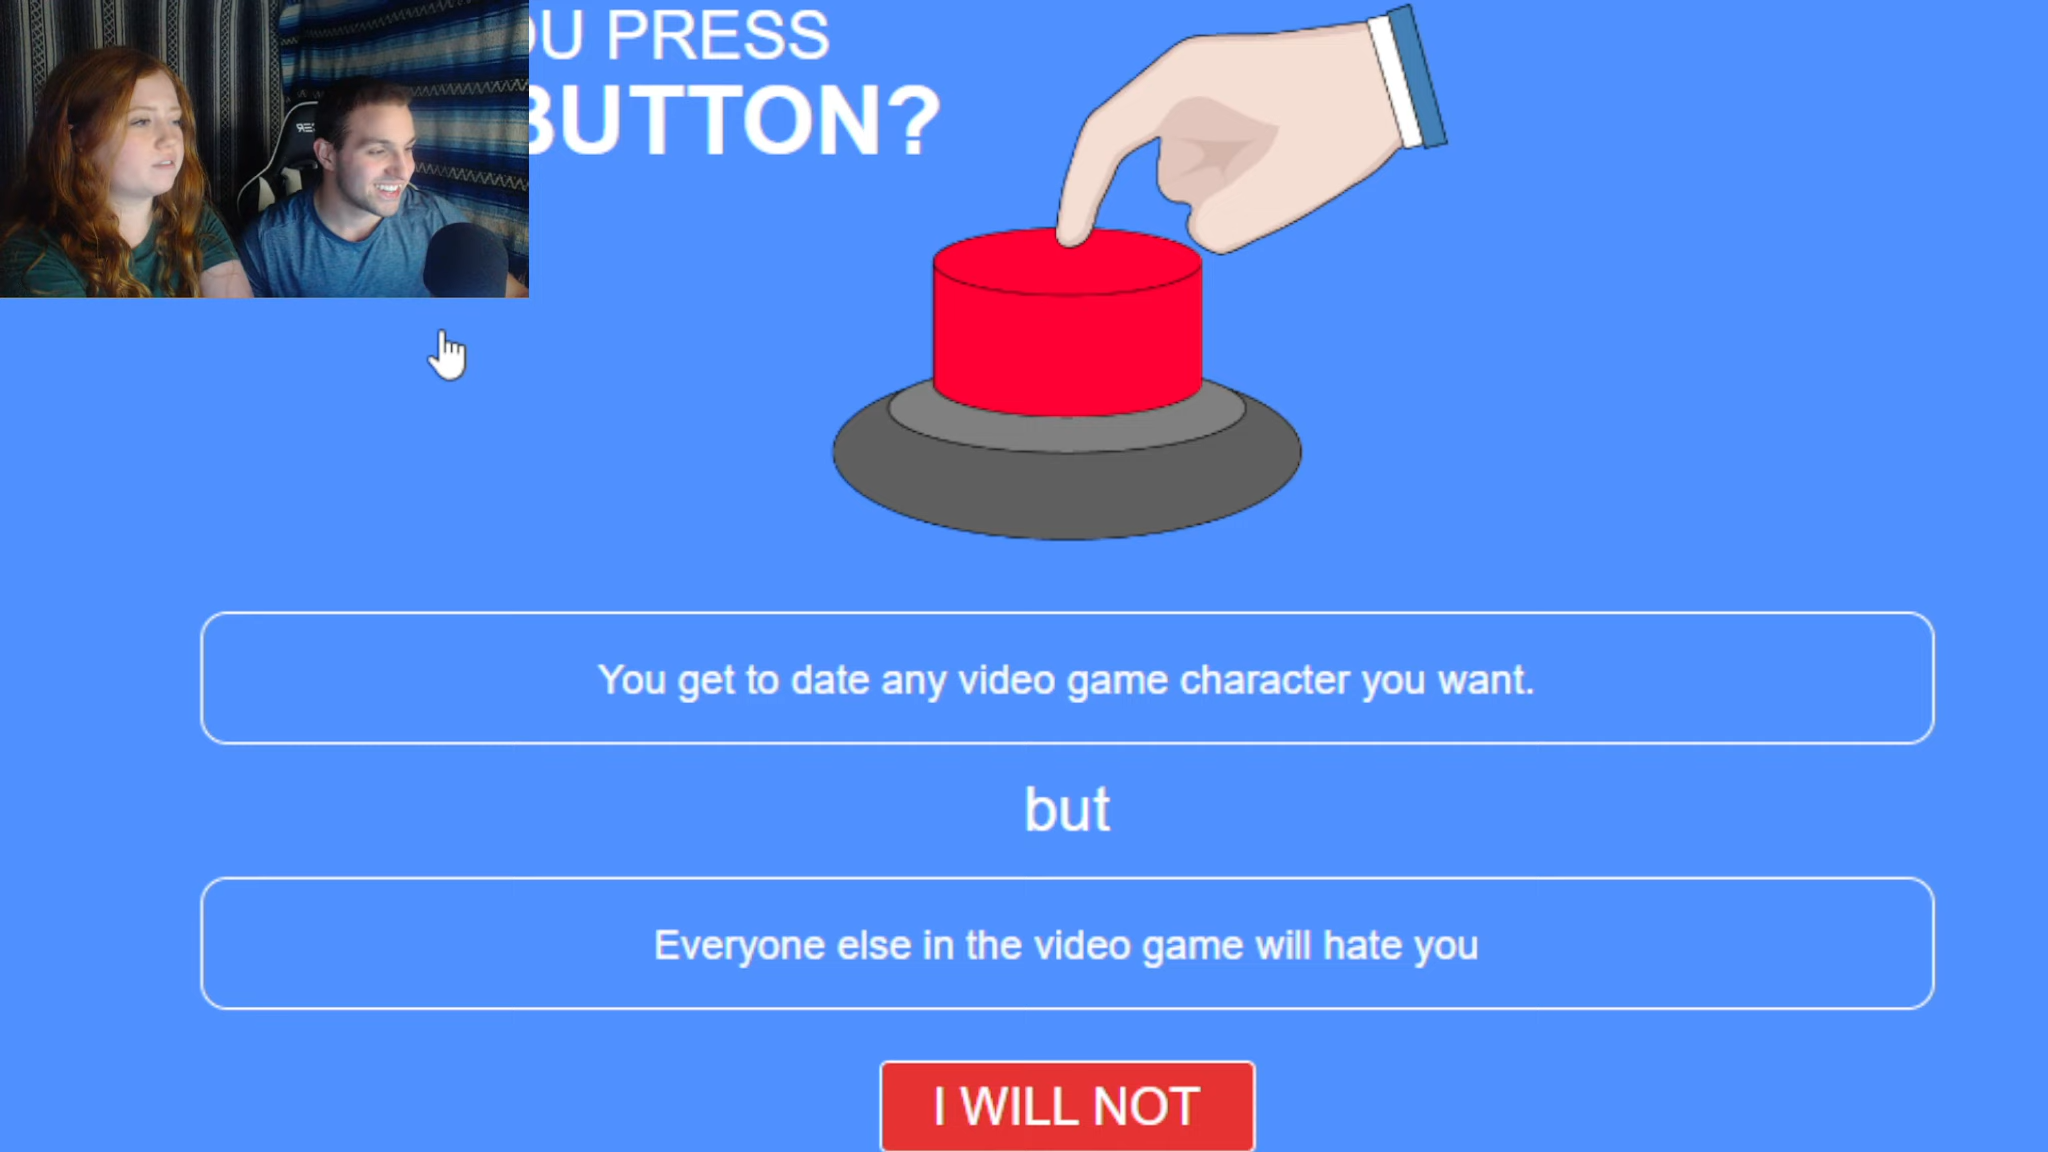 OU PRESS
BUTTON?
You get to date any video game character you want.
but
Everyone else in the video game will hate you
I WILL NOT